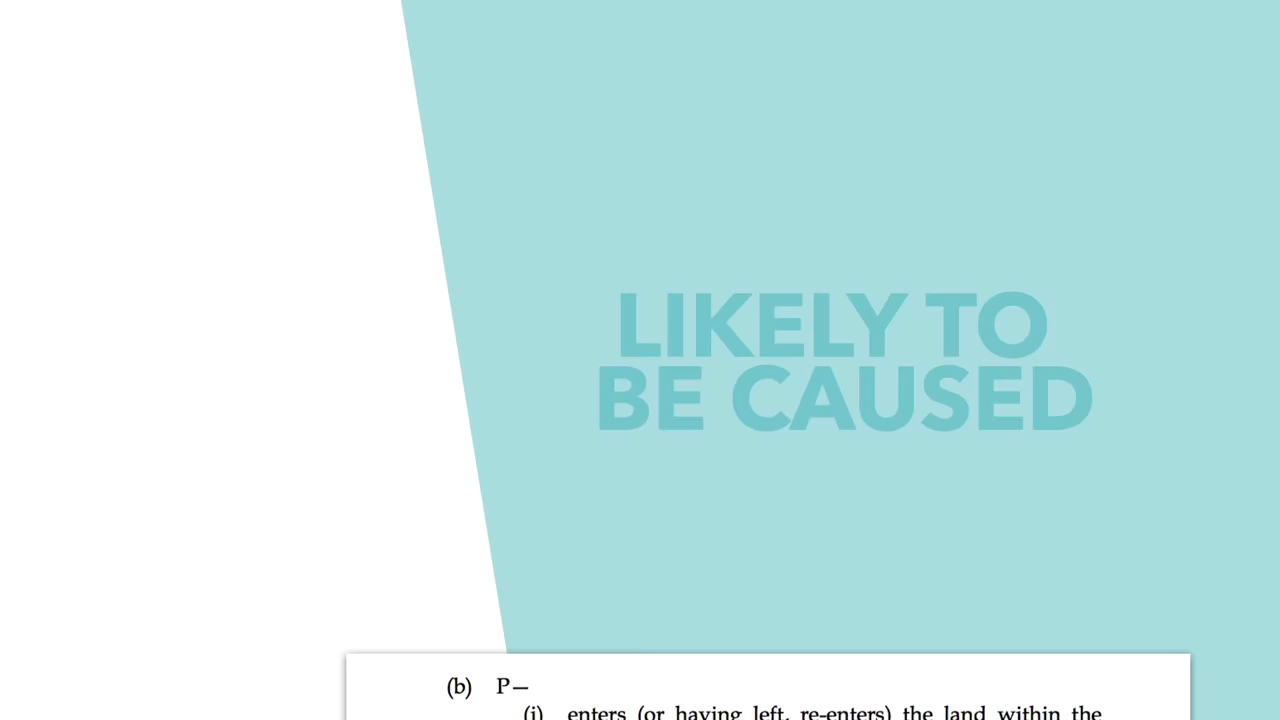 LIKELY TO
BE CAUSED
(b) P—
(i) enters (or having left, re-enters) the land within the